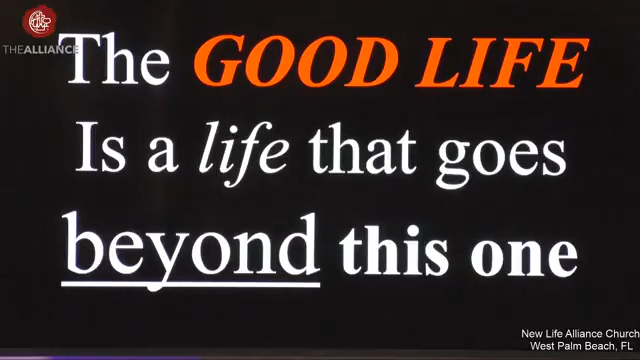 THEALLIANCE
The GOOD LIFE
Is a life that goes
beyond this one
New Life Alliance Church
West Palm Beach, FL